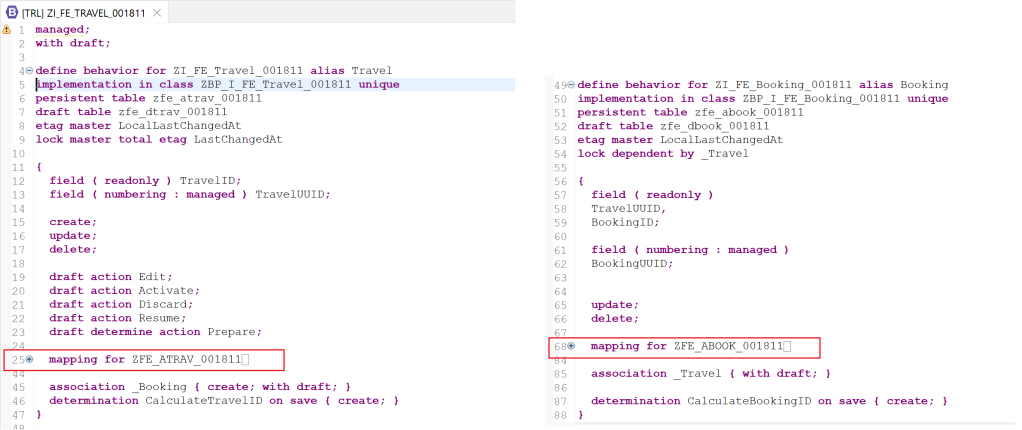 [TRL] ZI_FE_TRAVEL_001811
1 managed;
2 with draft;
3
4 define behavior for ZI_FE_Travel_001811 alias Travel
5 implementation in class ZBP_I_FE_Travel_001811 unique
6 persistent table zfe_atrav_001811
7 draft table zfe_dtrav_001811
8 etag master LocalLastChangedAt
9 lock master total etag LastChangedAt
10
11 {
12 field ( readonly ) TravelID;
13 field ( numbering : managed ) TravelUUID;
14
15 create;
16 update;
17 delete;
18
19 draft action Edit;
20 draft action Activate;
21 draft action Discard;
22 draft action Resume;
23 draft determine action Prepare;
24
25 mapping for ZFE_ATRAV_001811
44
45 association _Booking { create; with draft; }
46 determination CalculateTravelID on save { create; }
47 }
48
49 define behavior for ZI_FE_Booking_001811 alias Booking
50 implementation in class ZBP_I_FE_Booking_001811 unique
51 persistent table zfe_abook_001811
52 draft table zfe_dbook_001811
53 etag master LocalLastChangedAt
54 lock dependent by _Travel
55
56 {
57 field ( readonly )
58 TravelUUID,
59 BookingID;
60
61 field ( numbering : managed )
62 BookingUUID;
63
64
65 update;
66 delete;
67
68 mapping for ZFE_ABOOK_001811
84
85 association _Travel { with draft; }
86
87 determination CalculateBookingID on save { create; }
88 }